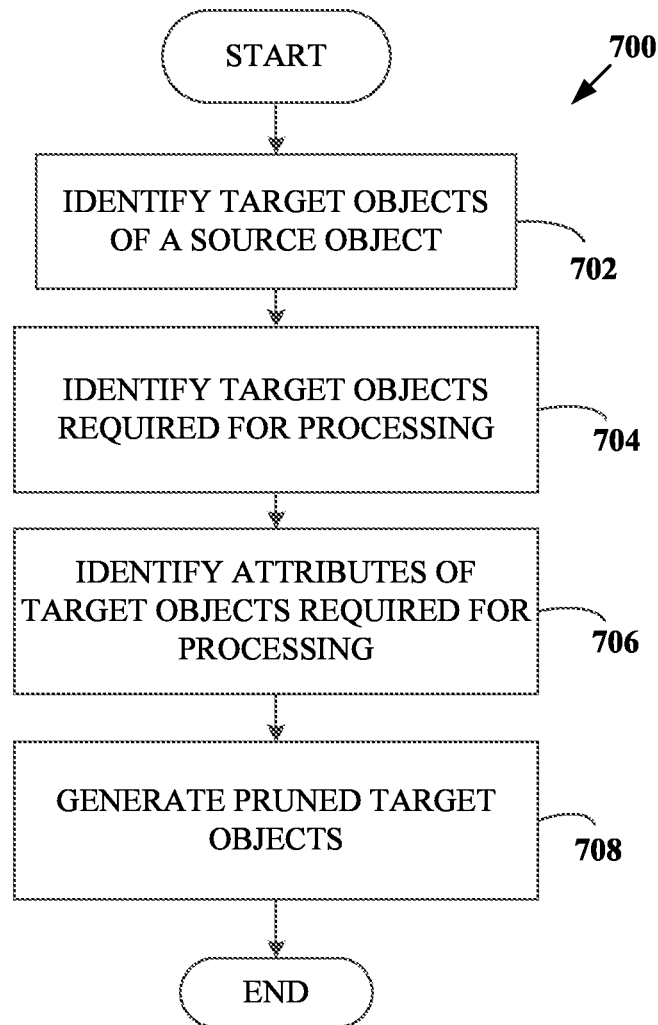 START
700
IDENTIFY TARGET OBJECTS
OF A SOURCE OBJECT
702
IDENTIFY TARGET OBJECTS
REQUIRED FOR PROCESSING
704
IDENTIFY ATTRIBUTES OF
TARGET OBJECTS REQUIRED FOR
PROCESSING
706
GENERATE PRUNED TARGET
OBJECTS
708
END